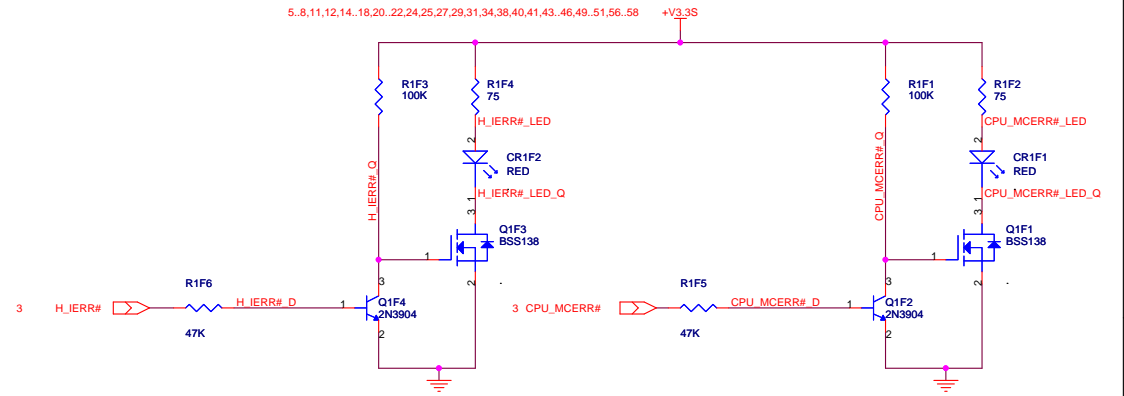 5..8,11,12,14..18,20..22,24,25,27,29,31,34,38,40,41,43..46,49..51,56..58 +V3.3S
R1F3
100K
R1F4
75
H_IERR#_LED
2
CR1F2
RED
H_IERR#_Q
1
H_IERR#_LED_Q
3
Q1F3
BSS138
1
2
3
Q1F4
2N3904
1
2
3 H_IERR#
R1F6
47K
H_IERR#_D
R1F1
100K
R1F2
75
CPU_MCERR#_LED
2
CR1F1
RED
CPU_MCERR#_Q
1
CPU_MCERR#_LED_Q
3
Q1F1
BSS138
1
2
3
Q1F2
2N3904
1
2
3 CPU_MCERR#
R1F5
47K
CPU_MCERR#_D